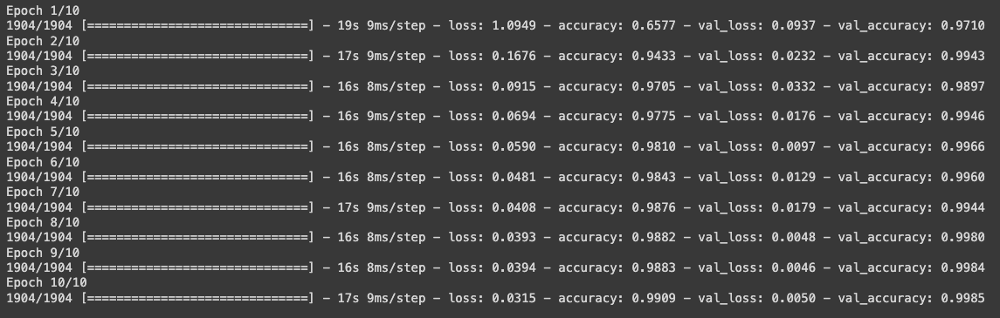 Epoch 1/10
1904/1904 [==============================] - 19s 9ms/step - loss: 1.0949 - accuracy: 0.6577 - val_loss: 0.0937 - val_accuracy: 0.9710
Epoch 2/10
1904/1904 [==============================] - 17s 9ms/step - loss: 0.1676 - accuracy: 0.9433 - val_loss: 0.0232 - val_accuracy: 0.9943
Epoch 3/10
1904/1904 [==============================] - 16s 8ms/step - loss: 0.0915 - accuracy: 0.9705 - val_loss: 0.0332 - val_accuracy: 0.9897
Epoch 4/10
1904/1904 [==============================] - 16s 9ms/step - loss: 0.0694 - accuracy: 0.9775 - val_loss: 0.0176 - val_accuracy: 0.9946
Epoch 5/10
1904/1904 [==============================] - 16s 8ms/step - loss: 0.0590 - accuracy: 0.9810 - val_loss: 0.0097 - val_accuracy: 0.9966
Epoch 6/10
1904/1904 [==============================] - 16s 8ms/step - loss: 0.0481 - accuracy: 0.9843 - val_loss: 0.0129 - val_accuracy: 0.9960
Epoch 7/10
1904/1904 [==============================] - 17s 9ms/step - loss: 0.0408 - accuracy: 0.9876 - val_loss: 0.0179 - val_accuracy: 0.9944
Epoch 8/10
1904/1904 [==============================] - 16s 8ms/step - loss: 0.0393 - accuracy: 0.9882 - val_loss: 0.0048 - val_accuracy: 0.9980
Epoch 9/10
1904/1904 [==============================] - 16s 8ms/step - loss: 0.0394 - accuracy: 0.9883 - val_loss: 0.0046 - val_accuracy: 0.9984
Epoch 10/10
1904/1904 [==============================] - 17s 9ms/step - loss: 0.0315 - accuracy: 0.9909 - val_loss: 0.0050 - val_accuracy: 0.9985